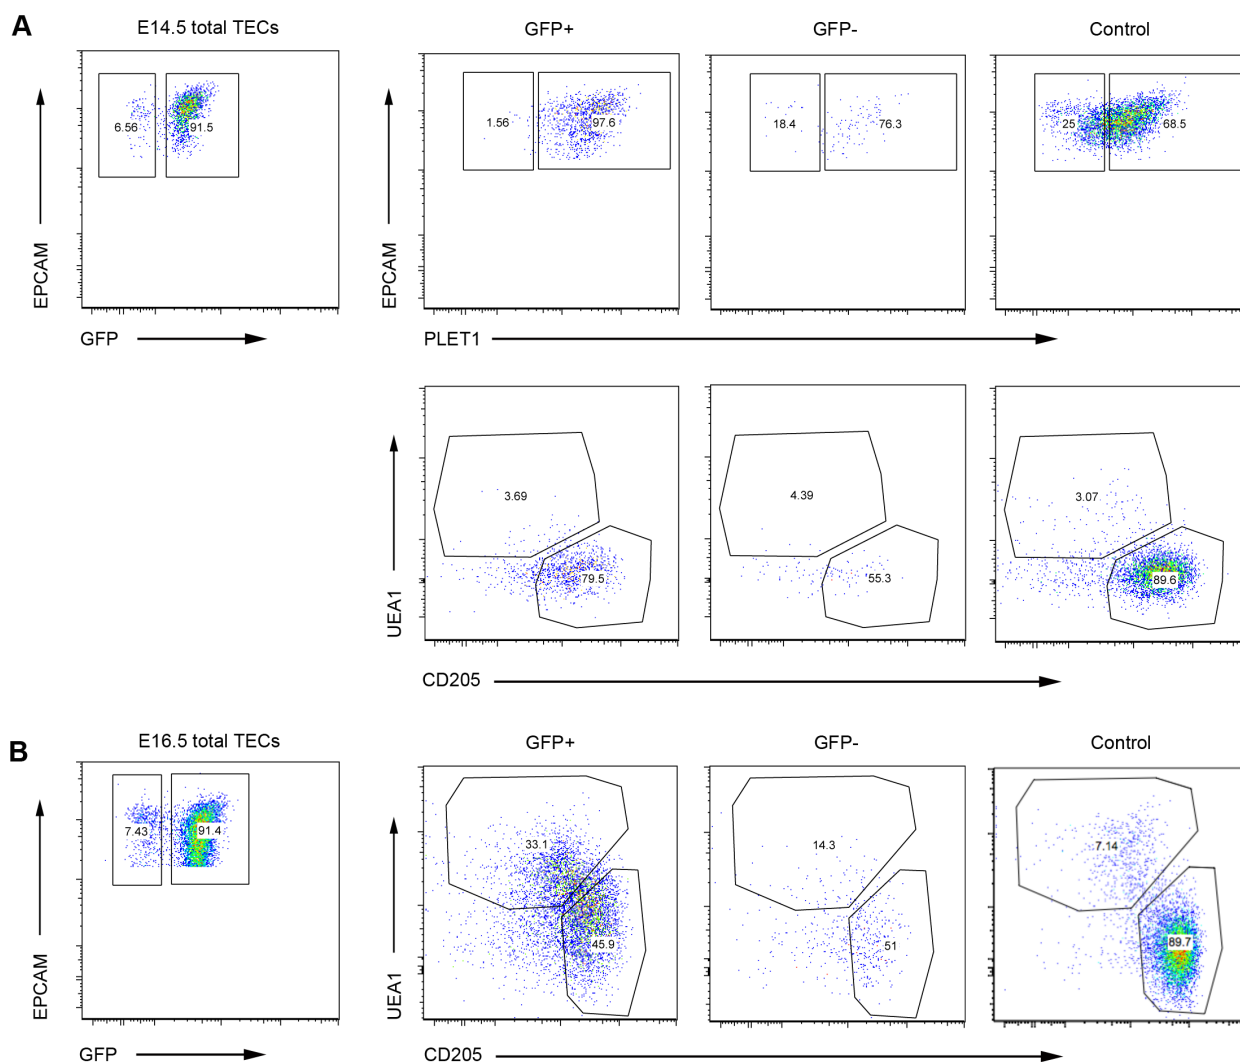 A
E14.5 total TECs
GFP+
GFP-
Control
6.56
91.5
1.56
97.6
18.4
76.3
25
68.5
EPCAM
EPCAM
GFP
PLET1
3.69
79.5
4.39
55.3
3.07
89.6
UEA1
CD205
B
E16.5 total TECs
GFP+
GFP-
Control
7.43
91.4
33.1
45.9
14.3
51
7.14
89.7
EPCAM
UEA1
GFP
CD205